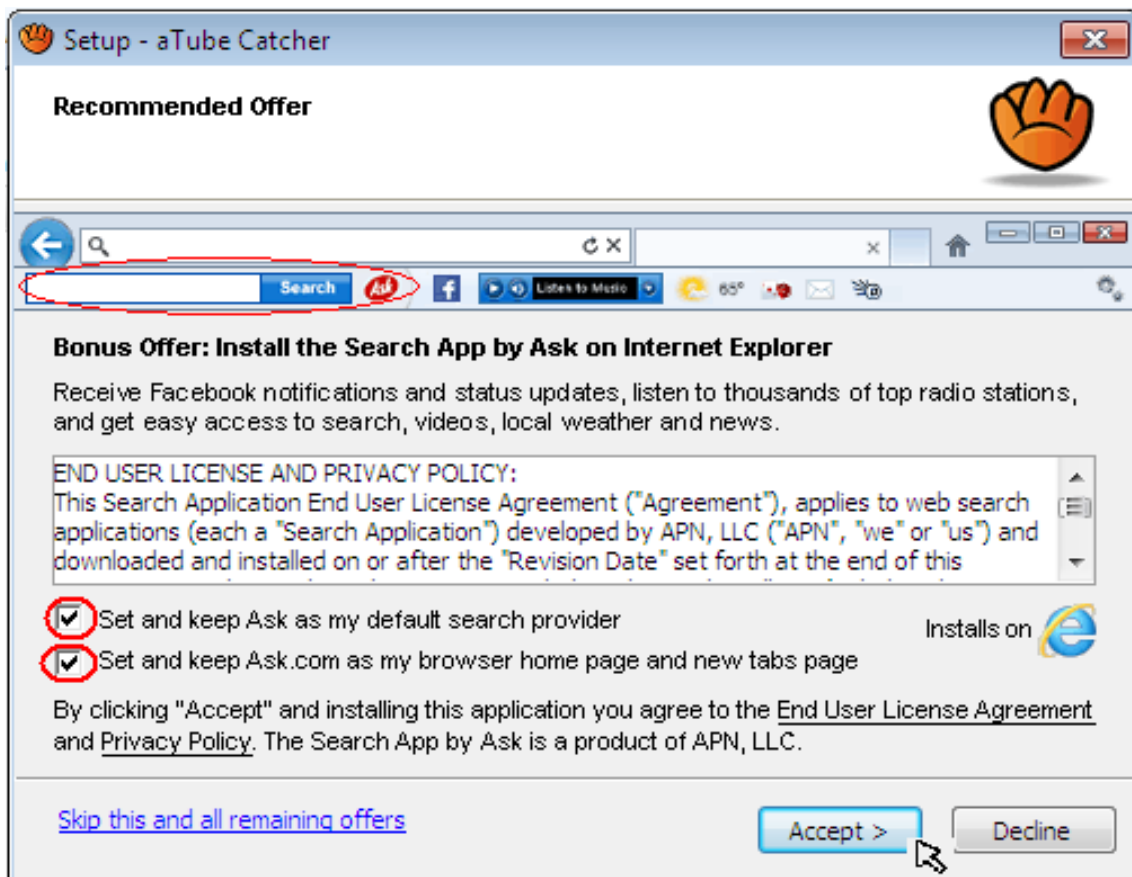 Setup - aTube Catcher
Recommended Offer
Search
Ask
Listen to Music
65°
Bonus Offer: Install the Search App by Ask on Internet Explorer
Receive Facebook notifications and status updates, listen to thousands of top radio stations,
and get easy access to search, videos, local weather and news.
END USER LICENSE AND PRIVACY POLICY:
This Search Application End User License Agreement ("Agreement"), applies to web search
applications (each a "Search Application") developed by APN, LLC ("APN", "we" or "us") and
downloaded and installed on or after the "Revision Date" set forth at the end of this
Set and keep Ask as my default search provider
Installs on
Set and keep Ask.com as my browser home page and new tabs page
By clicking "Accept" and installing this application you agree to the End User License Agreement
and Privacy Policy. The Search App by Ask is a product of APN, LLC.
Skip this and all remaining offers
Accept >
Decline